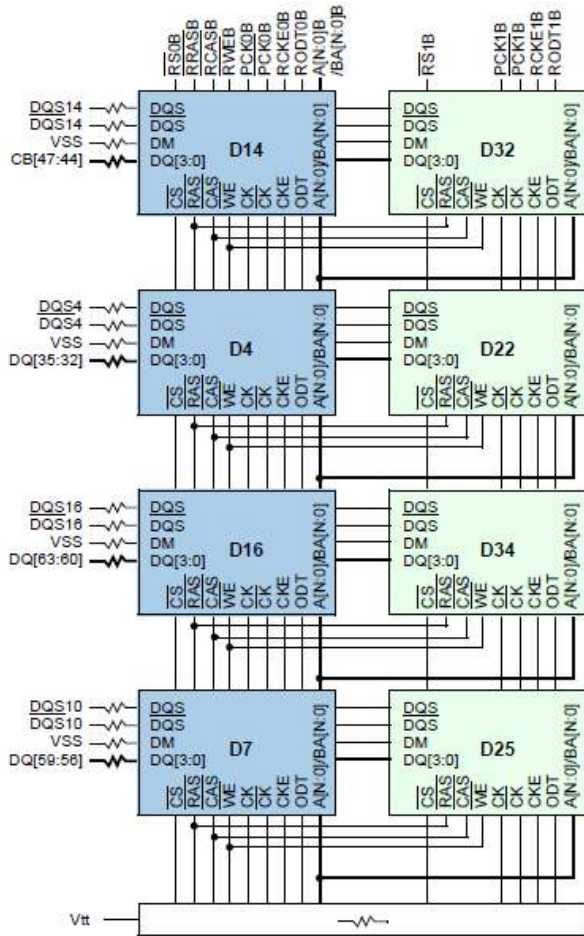 RS0B
RRASB
RCASB
RWEB
PCK0B
PCK0B
RCKE0B
RODT0B
A[N:0]B
/BA[N:0]B
RS1B
PCK1B
PCK1B
RCKE1B
RODT1B
DQS14
DQS14
VSS
CB[47:44]
DQS
DQS
DM
DQ[3:0]
D14
A[N:0]/BA[N:0]
CS
RAS
CAS
WE
CK
CK
CKE
ODT
DQS
DQS
DM
DQ[3:0]
D32
A[N:0]/BA[N:0]
CS
RAS
CAS
WE
CK
CK
CKE
ODT
DQS4
DQS4
VSS
DQ[35:32]
DQS
DQS
DM
DQ[3:0]
D4
A[N:0]/BA[N:0]
CS
RAS
CAS
WE
CK
CK
CKE
ODT
DQS
DQS
DM
DQ[3:0]
D22
A[N:0]/BA[N:0]
CS
RAS
CAS
WE
CK
CK
CKE
ODT
DQS16
DQS16
VSS
DQ[63:60]
DQS
DQS
DM
DQ[3:0]
D16
A[N:0]/BA[N:0]
CS
RAS
CAS
WE
CK
CK
CKE
ODT
DQS
DQS
DM
DQ[3:0]
D34
A[N:0]/BA[N:0]
CS
RAS
CAS
WE
CK
CK
CKE
ODT
DQS10
DQS10
VSS
DQ[59:56]
DQS
DQS
DM
DQ[3:0]
D7
A[N:0]/BA[N:0]
CS
RAS
CAS
WE
CK
CK
CKE
ODT
DQS
DQS
DM
DQ[3:0]
D25
A[N:0]/BA[N:0]
CS
RAS
CAS
WE
CK
CK
CKE
ODT
Vtt